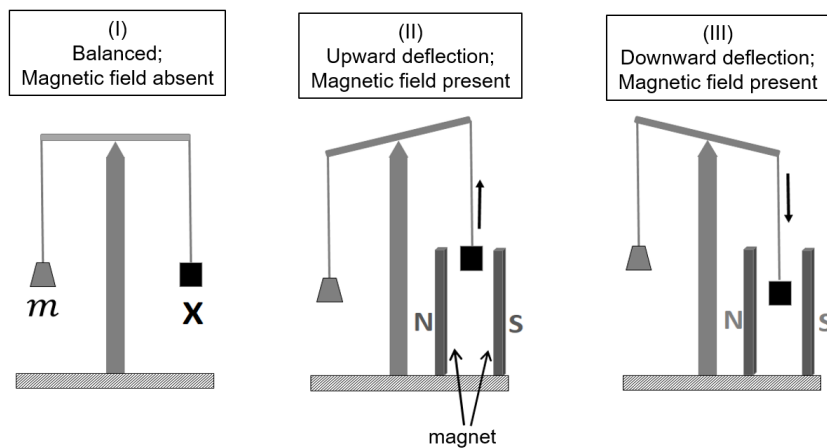 (I)
Balanced;
Magnetic field absent
(II)
Upward deflection;
Magnetic field present
(III)
Downward deflection;
Magnetic field present
m
X
N
S
N
S
magnet